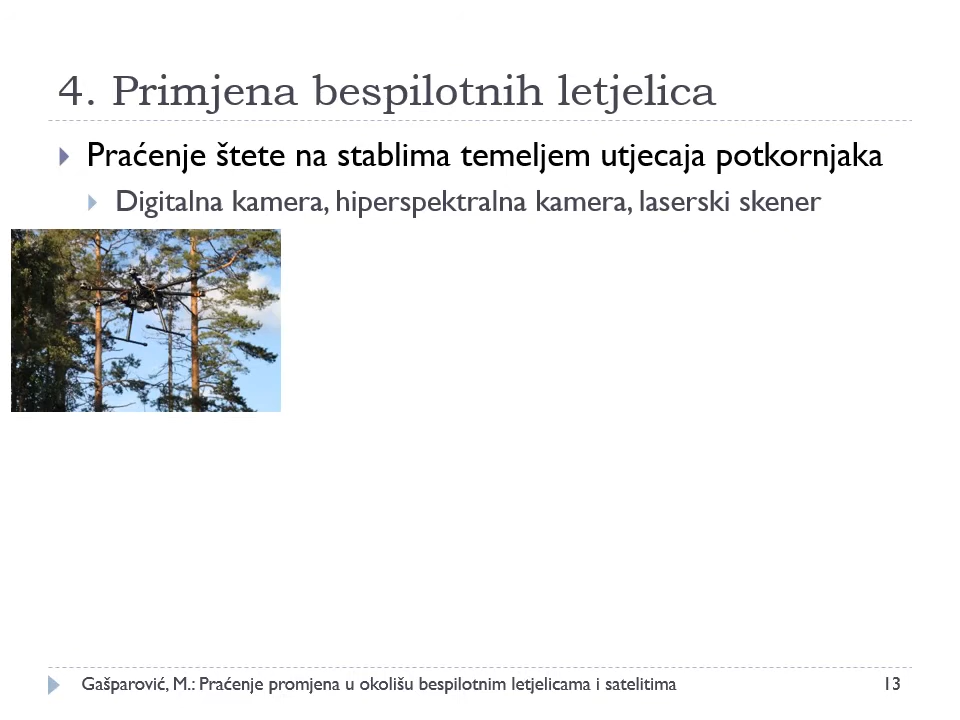 4. Primjena bespilotnih letjelica
Praćenje štete na stablima temeljem utjecaja potkornjaka
Digitalna kamera, hiperspektralna kamera, laserski skener
Gašparović, M.: Praćenje promjena u okolišu bespilotnim letjelicama i satelitima 13